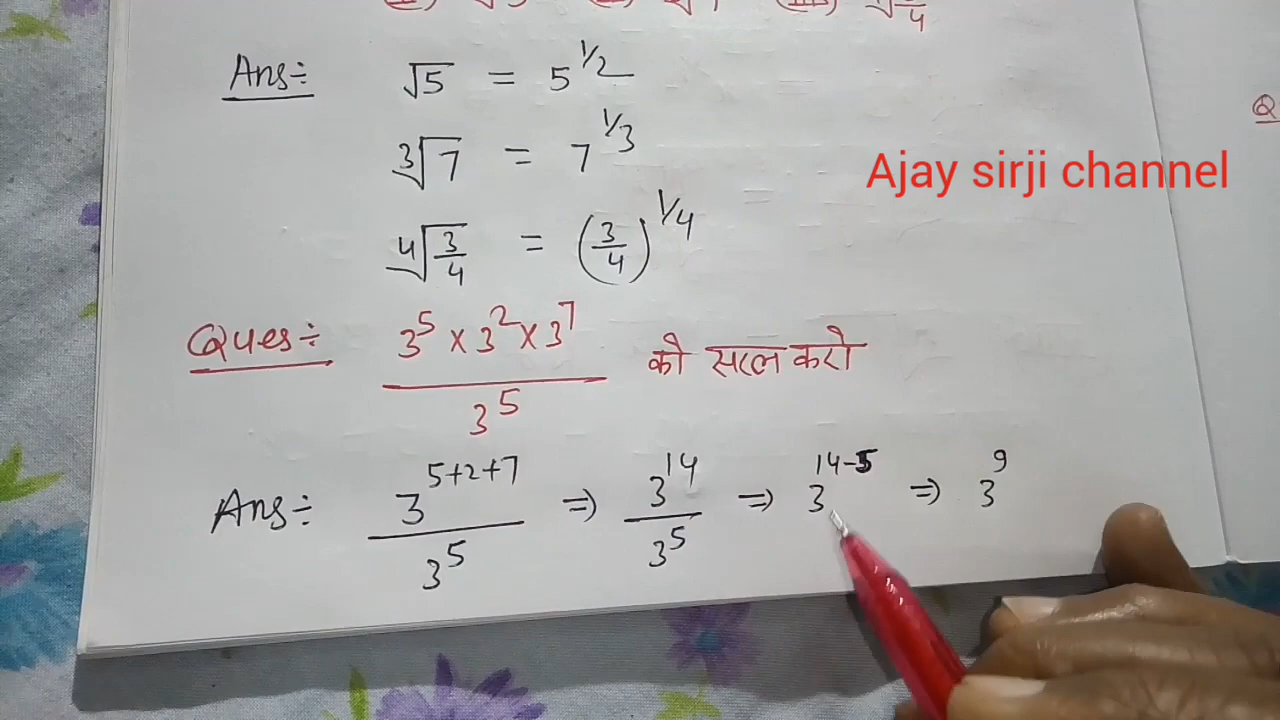 Ans÷ √5 = 5^1/2
³√7 = 7^1/3
Ajay sirji channel
⁴√3/4 = (3/4)^1/4
Ques÷ 3^5 × 3^2 × 3^7 / 3^5 को सरल करो
Ans÷ 3^5+2+7 / 3^5 ⇒ 3^14 / 3^5 ⇒ 3^14-5 ⇒ 3^9